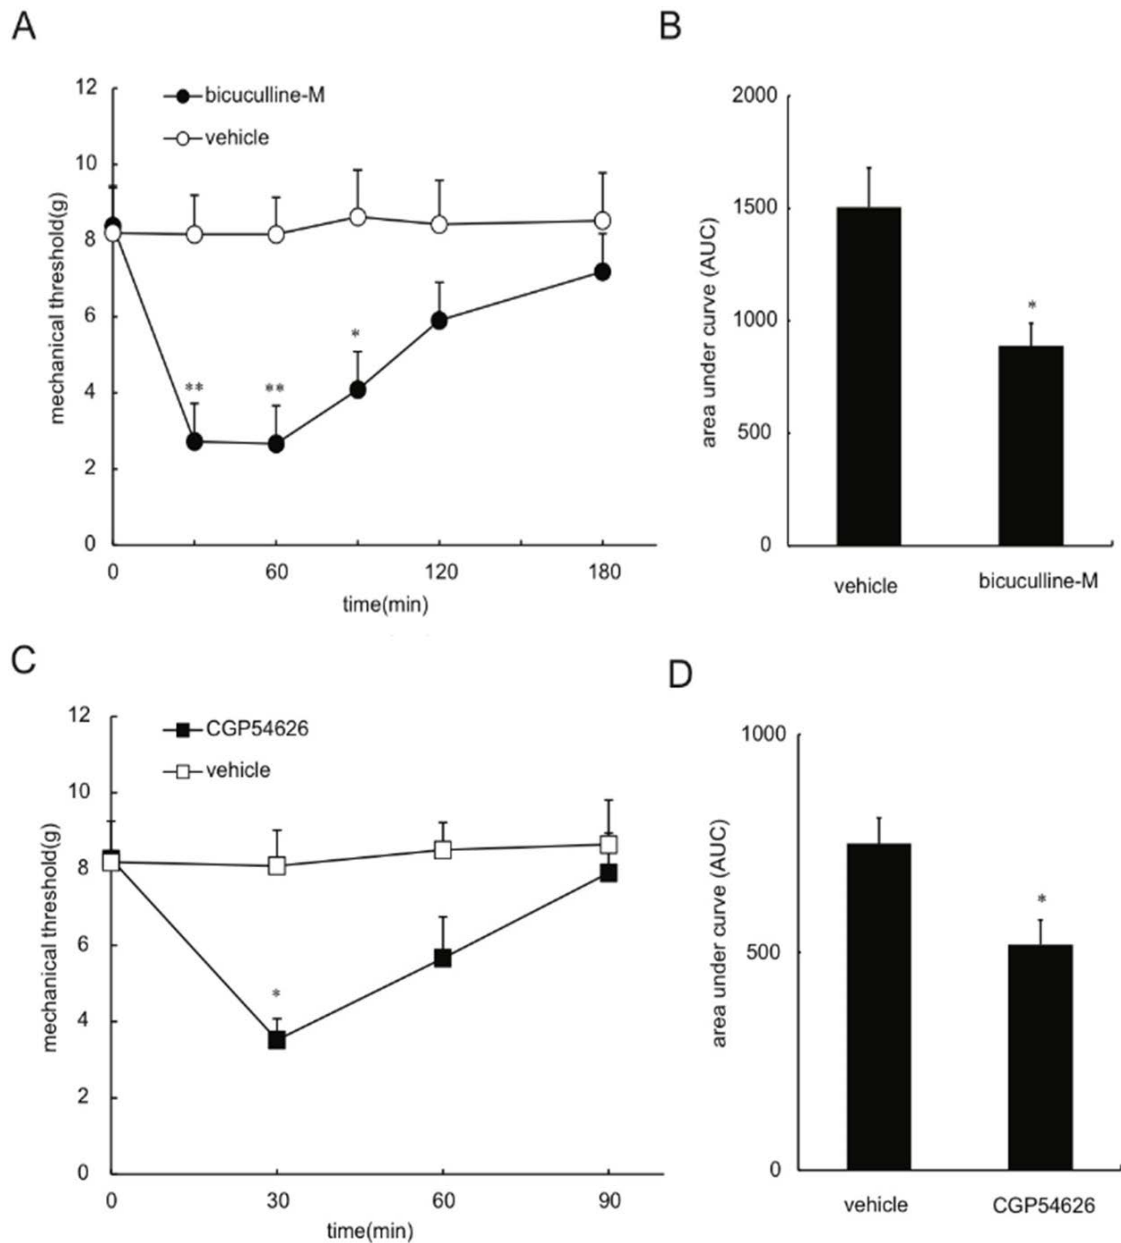 A
B
12
10
8
6
4
2
0
mechanical threshold(g)
bicuculline-M
vehicle
**
**
*
0
60
120
180
time(min)
2000
1500
1000
500
0
area under curve (AUC)
*
vehicle
bicuculline-M
C
D
12
10
8
6
4
2
0
mechanical threshold(g)
CGP54626
vehicle
*
0
30
60
90
time(min)
1000
500
0
area under curve (AUC)
*
vehicle
CGP54626